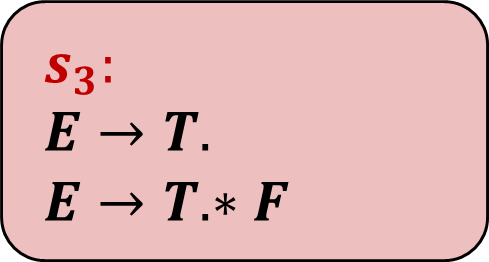 s₃:
E → T.
E → T.* F